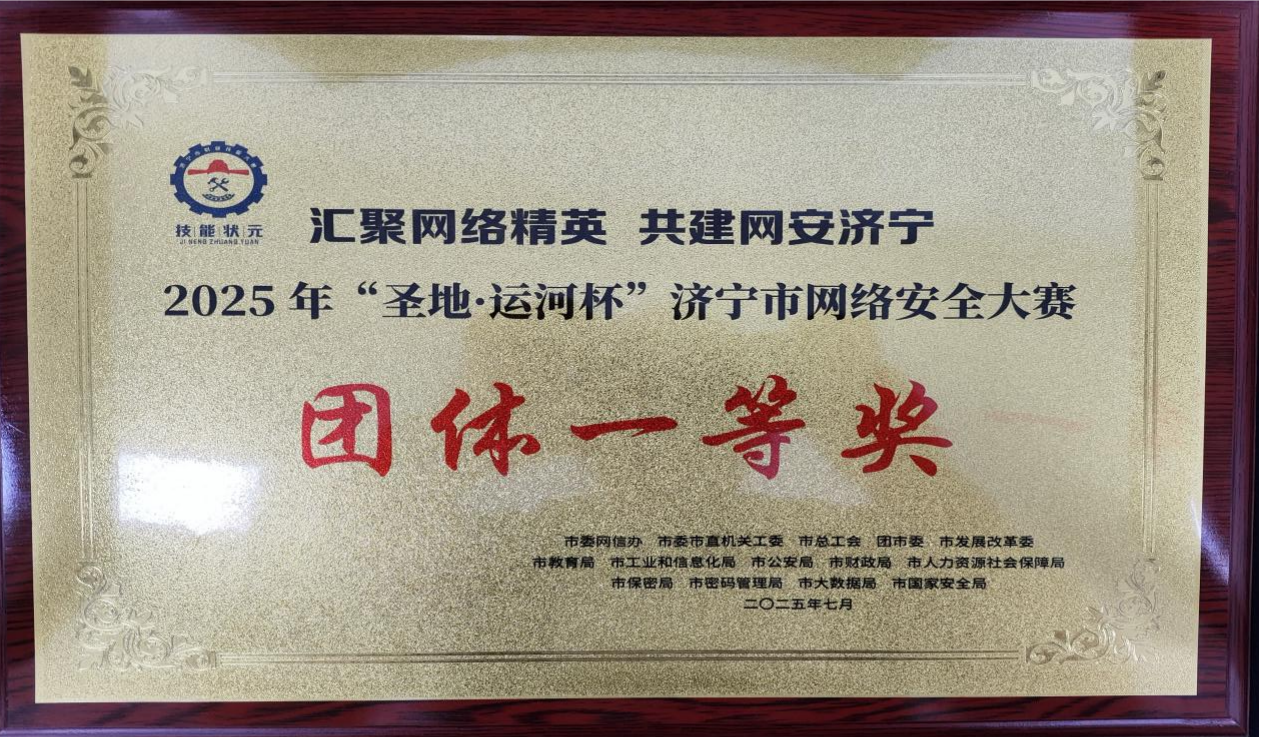 技能状元
JI NENG ZHUANG YUAN
汇聚网络精英 共建网安济宁
2025年“圣地·运河杯”济宁市网络安全大赛
团体一等奖
市委网信办 市委市直机关工委 市总工会 团市委 市发展改革委
市教育局 市工业和信息化局 市公安局 市财政局 市人力资源社会保障局
市保密局 市密码管理局 市大数据局 市国家安全局
二〇二五年七月